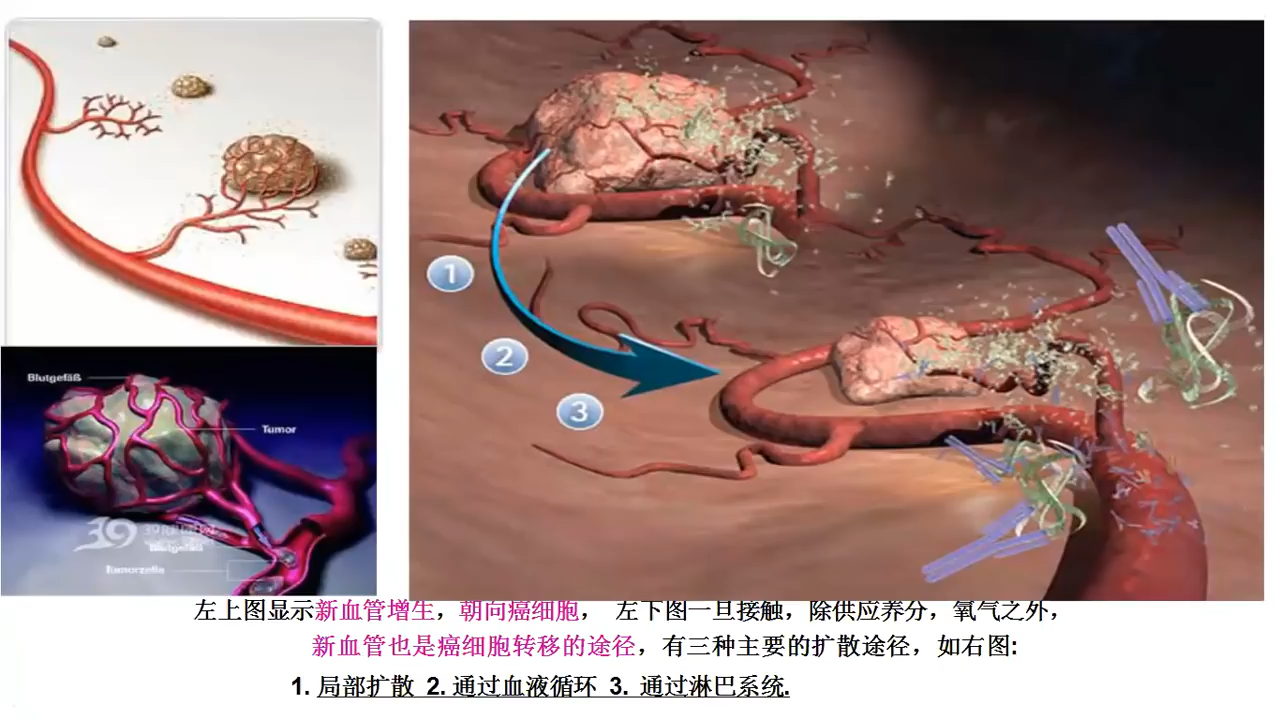 Blutgefäß
Tumor
39
Tumorzelle
1
2
3
左上图显示新血管增生，朝向癌细胞， 左下图一旦接触，除供应养分，氧气之外，
新血管也是癌细胞转移的途径，有三种主要的扩散途径，如右图:
1. 局部扩散 2. 通过血液循环 3. 通过淋巴系统.